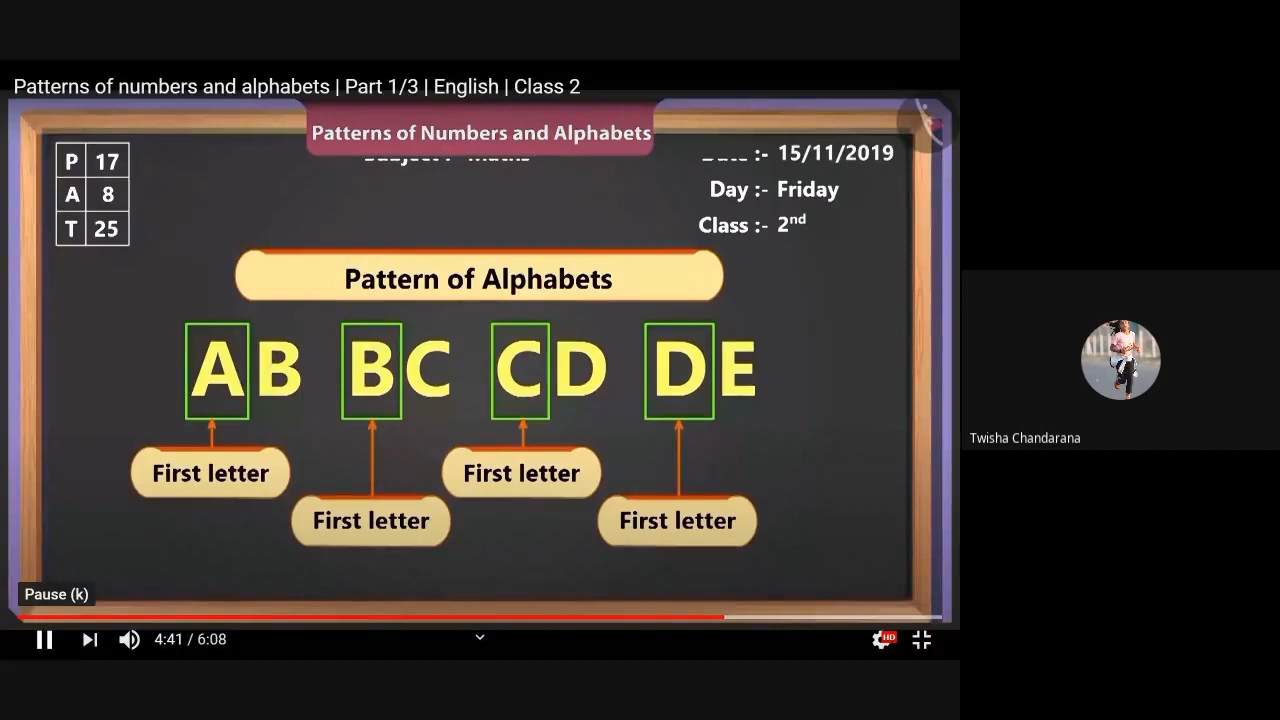 Patterns of numbers and alphabets | Part 1/3 | English | Class 2
Patterns of Numbers and Alphabets
P 17
A 8
T 25
:- 15/11/2019
Day :- Friday
Class :- 2nd
Pattern of Alphabets
AB BC CD DE
First letter
First letter
First letter
First letter
Pause (k)
4:41 / 6:08
HD
Twisha Chandarana